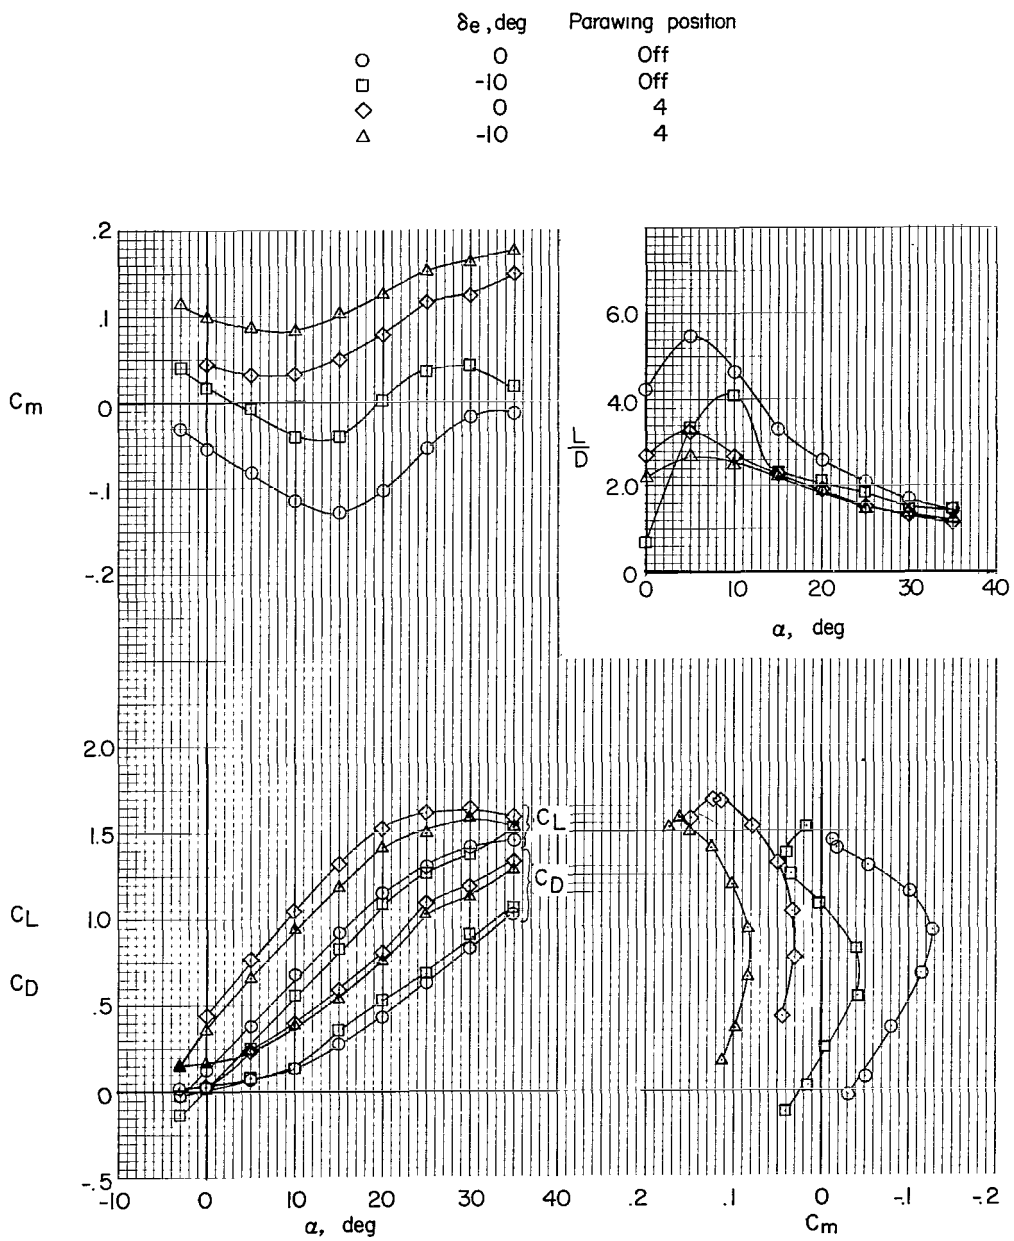 δe, deg Parawing position
0 Off
-10 Off
0 4
-10 4
.2
.1
0
-.1
-.2
Cm
6.0
4.0
2.0
0
L/D
0 10 20 30 40
α, deg
2.0
1.5
1.0
.5
0
-.5
CL
CD
CL
CD
-10 0 10 20 30 40
α, deg
.2 .1 0 -.1 -.2
Cm